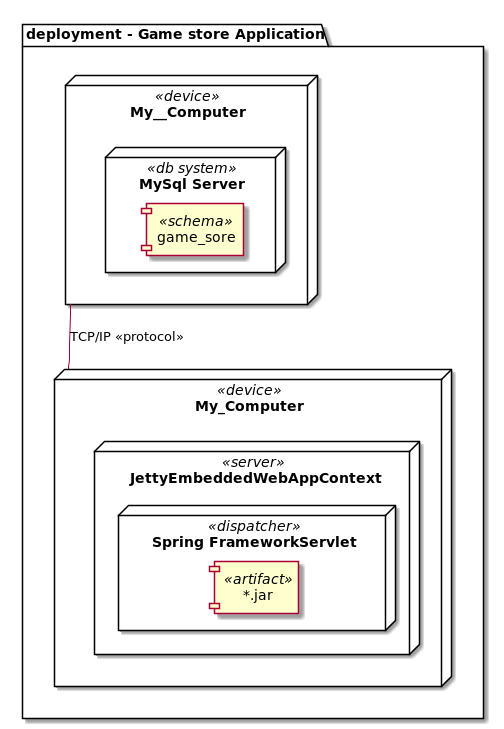 deployment - Game store Application
«device»
My__Computer
«db system»
MySql Server
«schema»
game_sore
TCP/IP «protocol»
«device»
My_Computer
«server»
JettyEmbeddedWebAppContext
«dispatcher»
Spring FrameworkServlet
«artifact»
*.jar